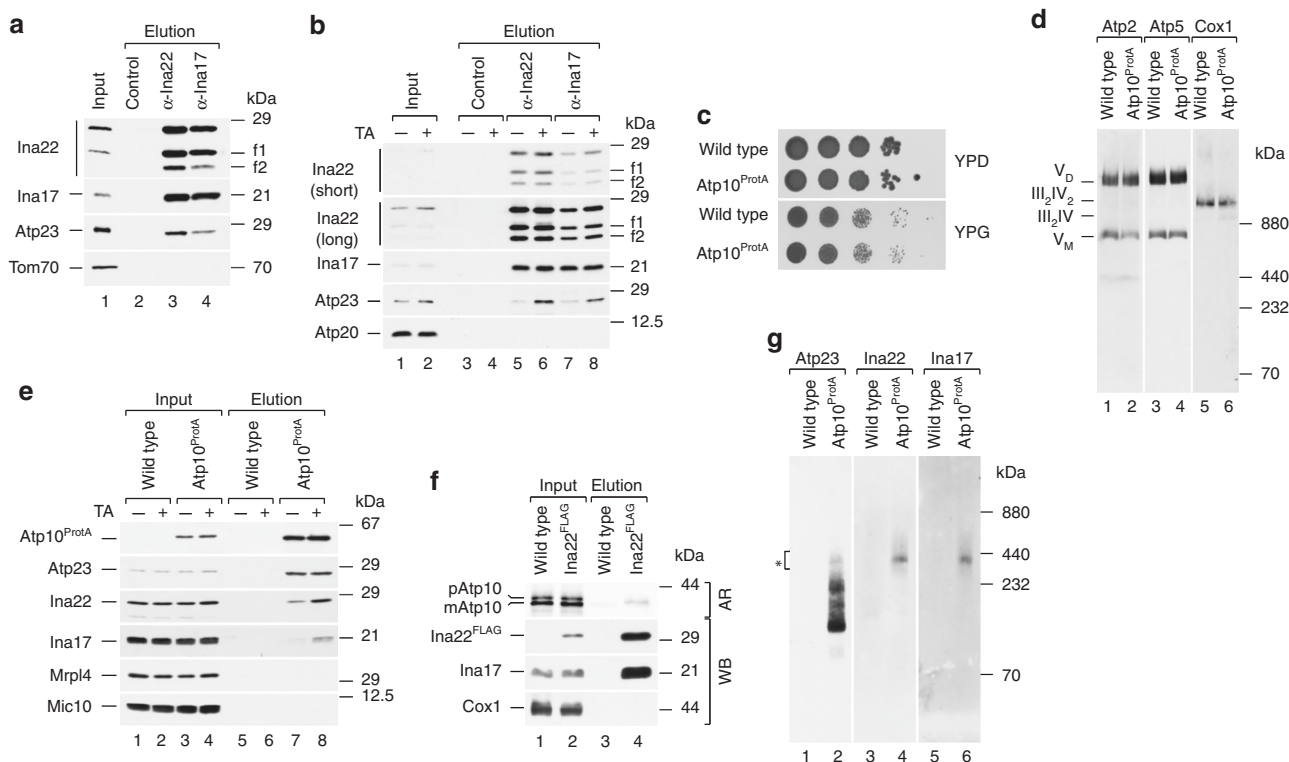 a
Elution
Input
Control
α-Ina22
α-Ina17
kDa
Ina22
29
f1
f2
Ina17
21
Atp23
29
Tom70
70
1 2 3 4
b
Elution
Input
Control
α-Ina22
α-Ina17
TA – + – + – + – + kDa
Ina22
(short)
29
f1
f2
Ina22
(long)
29
f1
f2
Ina17
21
Atp23
29
Atp20
12.5
1 2 3 4 5 6 7 8
c
Wild type
Atp10ProtA
YPD
Wild type
Atp10ProtA
YPG
d
Atp2 Atp5 Cox1
Wild type
Atp10ProtA
Wild type
Atp10ProtA
Wild type
Atp10ProtA
kDa
VD
III2IV2
III2IV
VM
880
440
232
70
1 2 3 4 5 6
e
Input Elution
Wild type
Atp10ProtA
Wild type
Atp10ProtA
kDa
TA – + – + – + – +
Atp10ProtA
67
Atp23
29
Ina22
29
Ina17
21
Mrpl4
29
Mic10
12.5
1 2 3 4 5 6 7 8
f
Input Elution
Wild type
Ina22FLAG
Wild type
Ina22FLAG
kDa
pAtp10
mAtp10
44
AR
Ina22FLAG
29
Ina17
21
Cox1
44
WB
1 2 3 4
g
Atp23 Ina22 Ina17
Wild type
Atp10ProtA
Wild type
Atp10ProtA
Wild type
Atp10ProtA
kDa
880
440
*
232
70
1 2 3 4 5 6